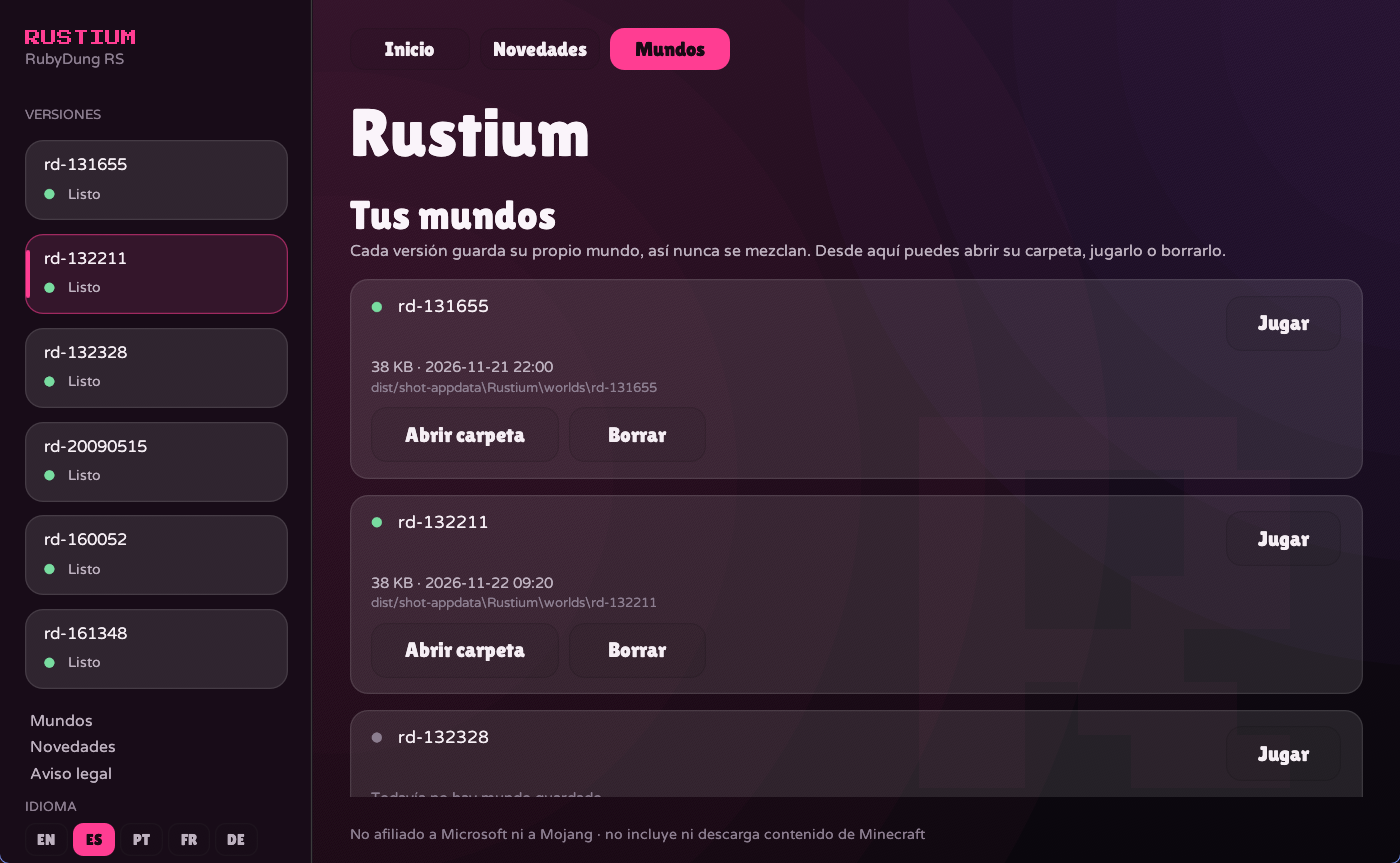 RUSTIUM
RubyDung RS
VERSIONES
rd-131655
Listo
rd-132211
Listo
rd-132328
Listo
rd-20090515
Listo
rd-160052
Listo
rd-161348
Listo
Mundos
Novedades
Aviso legal
IDIOMA
EN ES PT FR DE
Inicio Novedades Mundos
Rustium
Tus mundos
Cada versión guarda su propio mundo, así nunca se mezclan. Desde aquí puedes abrir su carpeta, jugarlo o borrarlo.
rd-131655
Jugar
38 KB · 2026-11-21 22:00
dist/shot-appdata\Rustium\worlds\rd-131655
Abrir carpeta Borrar
rd-132211
Jugar
38 KB · 2026-11-22 09:20
dist/shot-appdata\Rustium\worlds\rd-132211
Abrir carpeta Borrar
rd-132328
Jugar
Todavía no hay mundo guardado
No afiliado a Microsoft ni a Mojang · no incluye ni descarga contenido de Minecraft